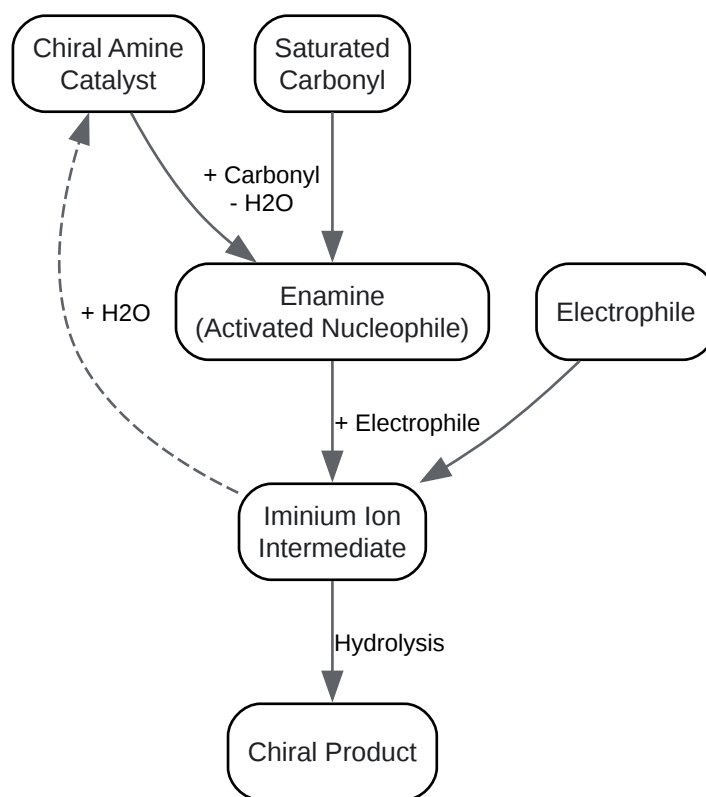 Chiral Amine
Catalyst
Saturated
Carbonyl
+ Carbonyl
- H2O
Enamine
(Activated Nucleophile)
Electrophile
+ H2O
+ Electrophile
Iminium Ion
Intermediate
Hydrolysis
Chiral Product